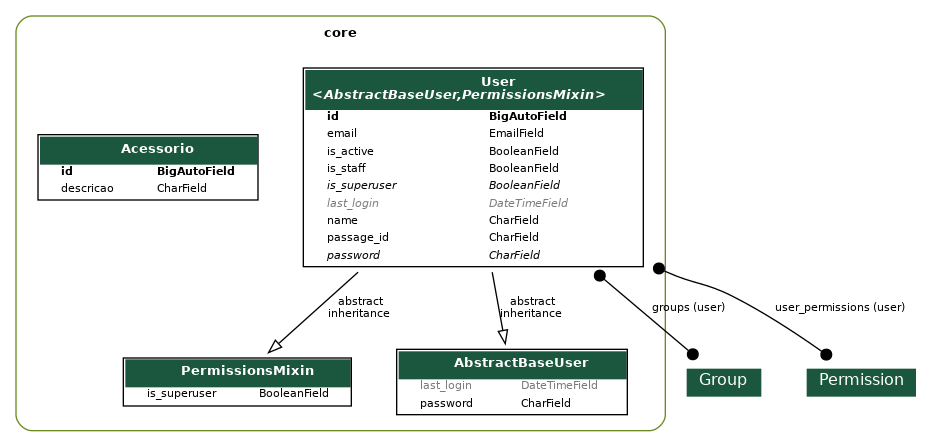 core
User
<AbstractBaseUser,PermissionsMixin>
id BigAutoField
email EmailField
is_active BooleanField
is_staff BooleanField
is_superuser BooleanField
last_login DateTimeField
name CharField
passage_id CharField
password CharField
Acessorio
id BigAutoField
descricao CharField
abstract
inheritance
abstract
inheritance
groups (user)
user_permissions (user)
PermissionsMixin
is_superuser BooleanField
AbstractBaseUser
last_login DateTimeField
password CharField
Group
Permission